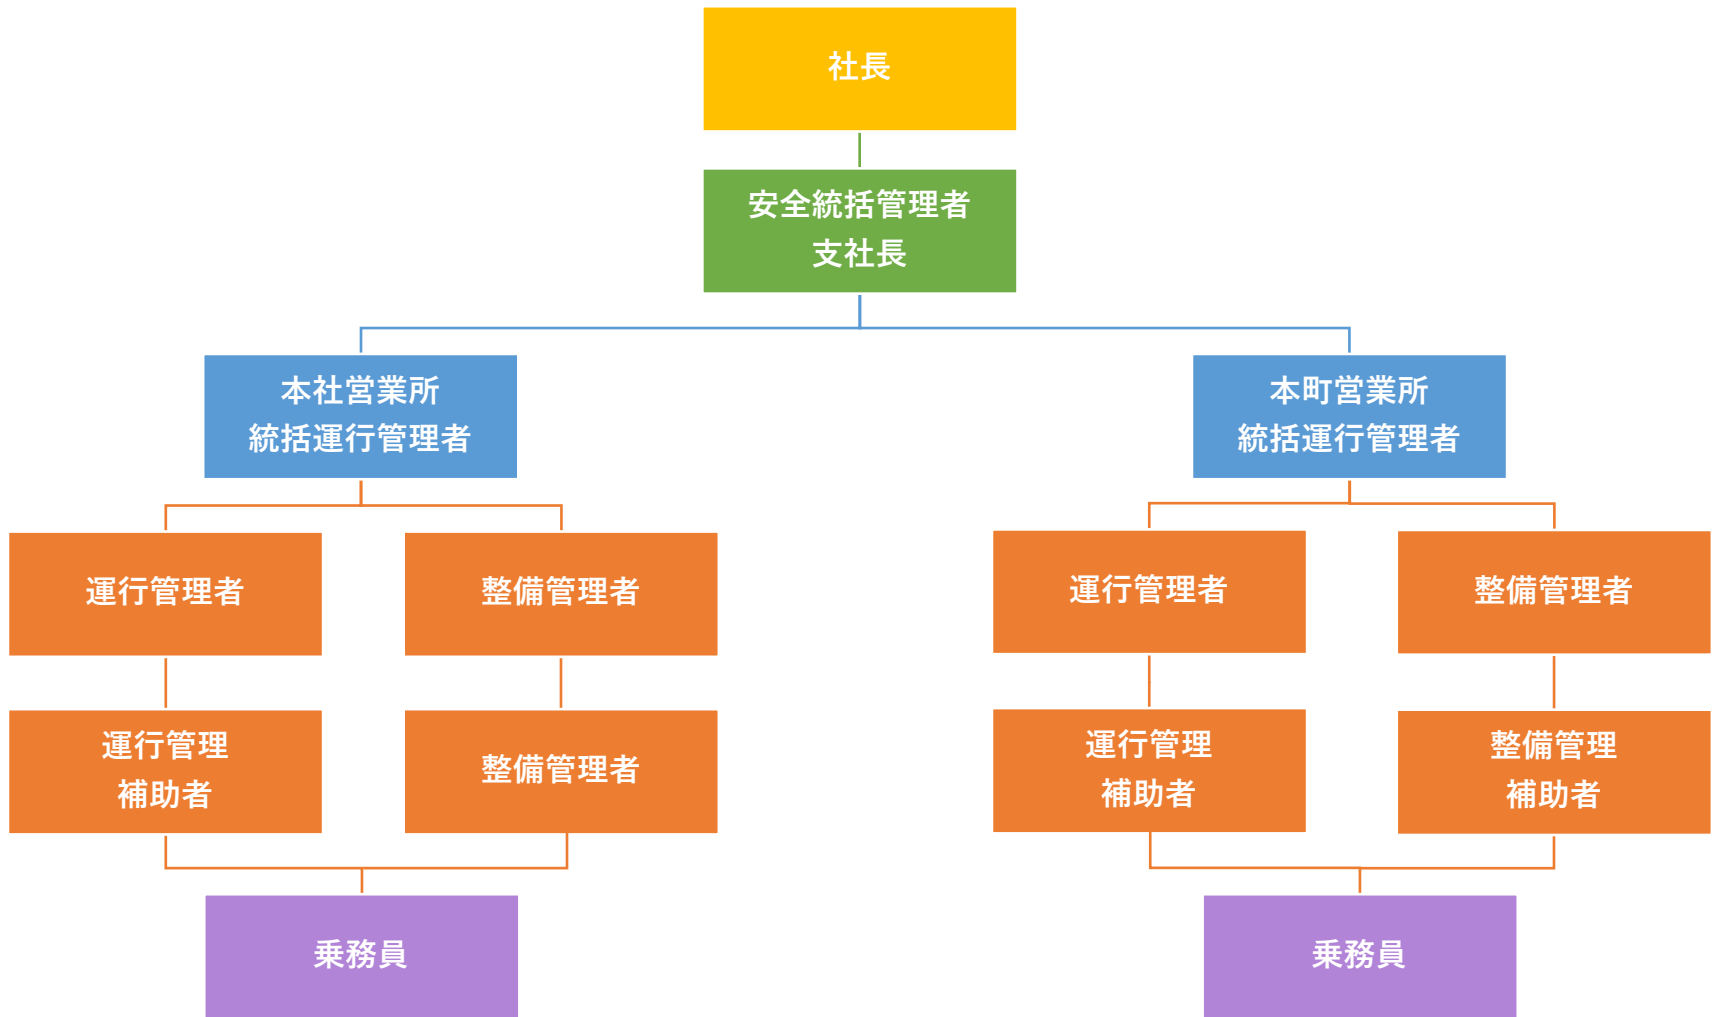 社長
安全統括管理者
支社長
本社営業所
統括運行管理者
本町営業所
統括運行管理者
運行管理者
整備管理者
運行管理者
整備管理者
運行管理
補助者
整備管理者
運行管理
補助者
整備管理
補助者
乗務員
乗務員